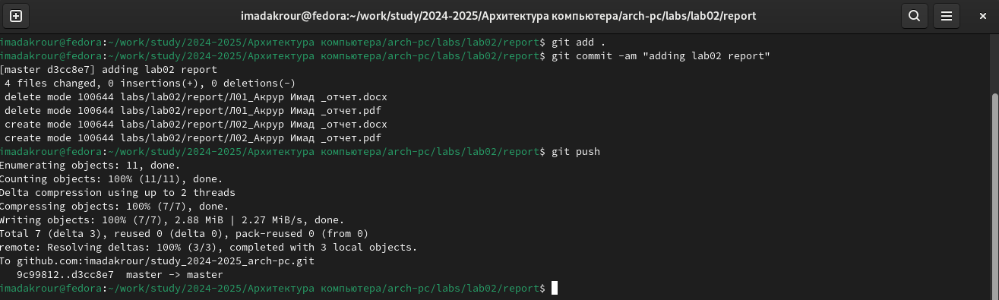 imadakrour@fedora:~/work/study/2024-2025/Архитектура компьютера/arch-pc/labs/lab02/report
imadakrour@fedora:~/work/study/2024-2025/Архитектура компьютера/arch-pc/labs/lab02/report$ git add .
imadakrour@fedora:~/work/study/2024-2025/Архитектура компьютера/arch-pc/labs/lab02/report$ git commit -am "adding lab02 report"
[master d3cc8e7] adding lab02 report
 4 files changed, 0 insertions(+), 0 deletions(-)
 delete mode 100644 labs/lab02/report/Л01_Акрур Имад _отчет.docx
 delete mode 100644 labs/lab02/report/Л01_Акрур Имад _отчет.pdf
 create mode 100644 labs/lab02/report/Л02_Акрур Имад _отчет.docx
 create mode 100644 labs/lab02/report/Л02_Акрур Имад _отчет.pdf
imadakrour@fedora:~/work/study/2024-2025/Архитектура компьютера/arch-pc/labs/lab02/report$ git push
Enumerating objects: 11, done.
Counting objects: 100% (11/11), done.
Delta compression using up to 2 threads
Compressing objects: 100% (7/7), done.
Writing objects: 100% (7/7), 2.88 MiB | 2.27 MiB/s, done.
Total 7 (delta 3), reused 0 (delta 0), pack-reused 0 (from 0)
remote: Resolving deltas: 100% (3/3), completed with 3 local objects.
To github.com:imadakrour/study_2024-2025_arch-pc.git
   9c99812..d3cc8e7  master -> master
imadakrour@fedora:~/work/study/2024-2025/Архитектура компьютера/arch-pc/labs/lab02/report$